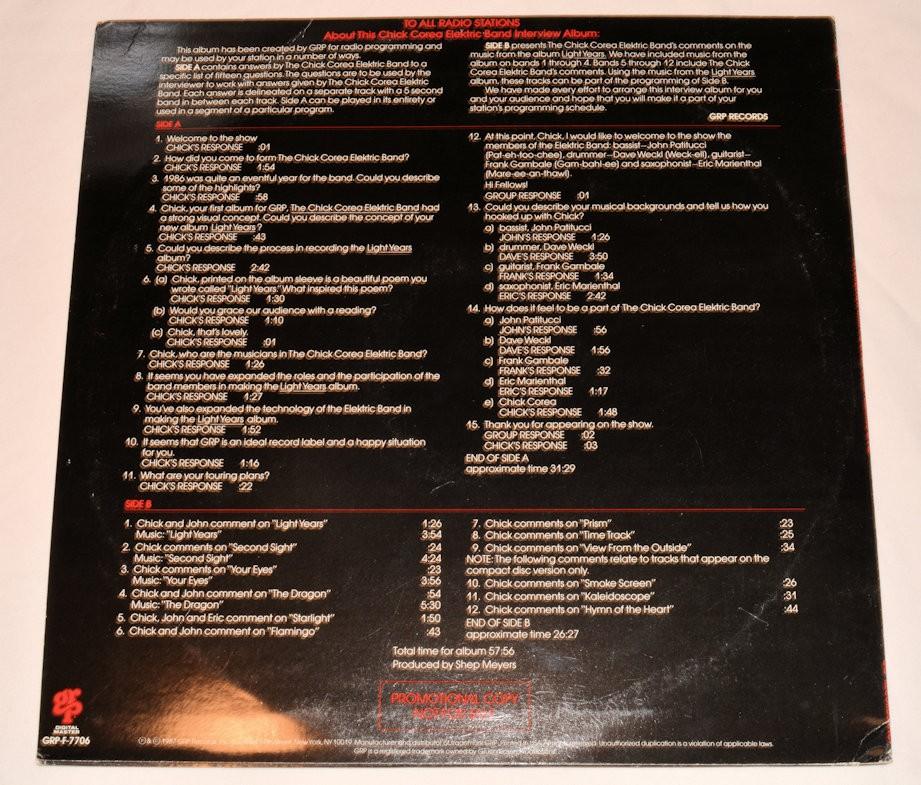 TO ALL RADIO STATIONS
About This Chick Corea Elektric Band Interview Album:
This album has been created by GRP for radio programming and
may be used by your station in a number of ways.
SIDE A contains answers by The Chick Corea Elektric Band to a
specific list of fifteen questions. The questions are to be used by the
interviewer to work with answers given by The Chick Corea Elektric
Band. Each answer is delineated on a separate track with a 5 second
band in between each track. Side A can be played in its entirety or
used in a segment of a particular program.
SIDE B presents The Chick Corea Elektric Band's comments on the
music from the album Light Years. We have included music from the
album on bands 1 through 4. Bands 5 through 12 include The Chick
Corea Elektric Band's comments. Using the music from the Light Years
album, these tracks can be part of the programming of Side B.
We have made every effort to arrange this interview album for you
and your audience and hope that you will make it a part of your
station's programming schedule.
GRP RECORDS
SIDE A
1. Welcome to the show
CHICK'S RESPONSE :01
2. How did you come to form The Chick Corea Elektric Band?
CHICK'S RESPONSE 1:54
3. 1986 was quite an eventful year for the band. Could you describe
some of the highlights?
CHICK'S RESPONSE :58
4. Chick, your first album for GRP, The Chick Corea Elektric Band had
a strong visual concept. Could you describe the concept of your
new album Light Years?
CHICK'S RESPONSE :43
5. Could you describe the process in recording the Light Years
album?
CHICK'S RESPONSE 2:42
6. (a) Chick, printed on the album sleeve is a beautiful poem you
wrote called "Light Years." What inspired this poem?
CHICK'S RESPONSE 1:30
(b) Would you grace our audience with a reading?
CHICK'S RESPONSE 1:10
(c) Chick, that's lovely.
CHICK'S RESPONSE :01
7. Chick, who are the musicians in The Chick Corea Elektric Band?
CHICK'S RESPONSE 1:26
8. It seems you have expanded the roles and the participation of the
band members in making the Light Years album.
CHICK'S RESPONSE 1:27
9. You've also expanded the technology of the Elektric Band in
making the Light Years album.
CHICK'S RESPONSE 1:52
10. It seems that GRP is an ideal record label and a happy situation
for you.
CHICK'S RESPONSE 1:16
11. What are your touring plans?
CHICK'S RESPONSE :22
12. At this point, Chick, I would like to welcome to the show the
members of the Elektric Band: bassist—John Patitucci
(Pat-eh-too-chee), drummer—Dave Weckl (Weck-ell), guitarist—
Frank Gambale (Gam-bahl-ee) and saxophonist—Eric Marienthal
(Mare-ee-an-thawl).
Hi Fellows!
GROUP RESPONSE :01
13. Could you describe your musical backgrounds and tell us how you
hooked up with Chick?
a) bassist, John Patitucci
JOHN'S RESPONSE 1:26
b) drummer, Dave Weckl
DAVE'S RESPONSE 3:50
c) guitarist, Frank Gambale
FRANK'S RESPONSE 1:34
d) saxophonist, Eric Marienthal
ERIC'S RESPONSE 2:42
14. How does it feel to be a part of The Chick Corea Elektric Band?
a) John Patitucci
JOHN'S RESPONSE :56
b) Dave Weckl
DAVE'S RESPONSE 1:56
c) Frank Gambale
FRANK'S RESPONSE :32
d) Eric Marienthal
ERIC'S RESPONSE 1:17
e) Chick Corea
CHICK'S RESPONSE 1:48
15. Thank you for appearing on the show.
GROUP RESPONSE :02
CHICK'S RESPONSE :03
END OF SIDE A
approximate time 31:29
SIDE B
1. Chick and John comment on "Light Years" 1:26
Music: "Light Years" 3:54
2. Chick comments on "Second Sight" :24
Music: "Second Sight" 4:24
3. Chick comments on "Your Eyes" :23
Music: "Your Eyes" 3:56
4. Chick and John comment on "The Dragon" :54
Music: "The Dragon" 5:30
5. Chick, John and Eric comment on "Starlight" 1:50
6. Chick and John comment on "Flamingo" :43
7. Chick comments on "Prism" :23
8. Chick comments on "Time Track" :25
9. Chick comments on "View From the Outside" :34
NOTE: The following comments relate to tracks that appear on the
compact disc version only.
10. Chick comments on "Smoke Screen" :26
11. Chick comments on "Kaleidoscope" :31
12. Chick comments on "Hymn of the Heart" :44
END OF SIDE B
approximate time 26:27
Total time for album 57:56
Produced by Shep Meyers
PROMOTIONAL COPY
NOT FOR SALE
GRP
DIGITAL
MASTER
GRP-F-7706
℗ & © 1987 GRP Records New York, NY 10019. Manufactured and distributed Unauthorized duplication is a violation of applicable laws.
GRP is a registered trademark owned by